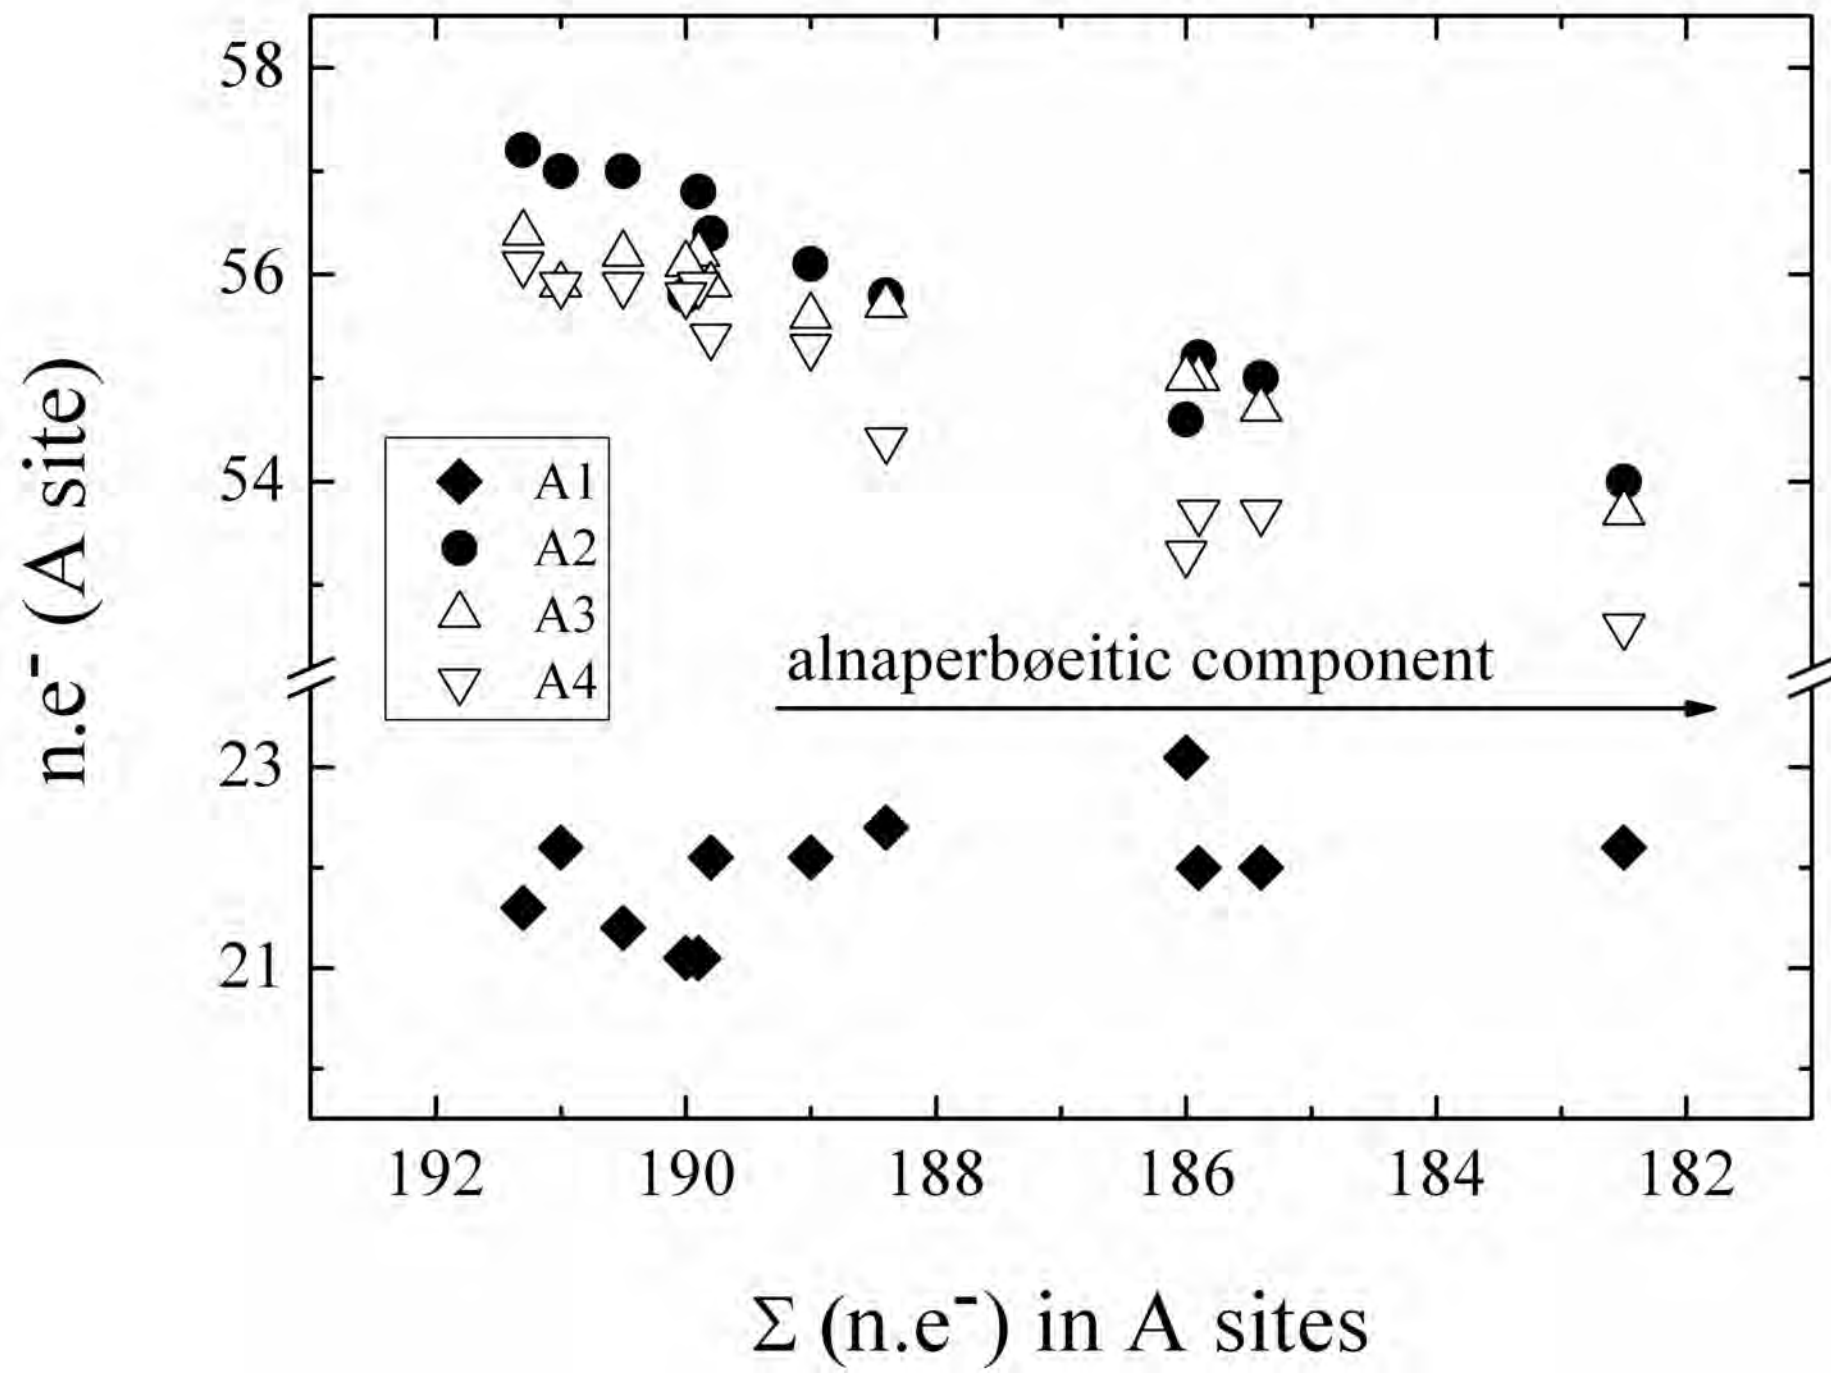 58
56
54
23
21
n.e⁻ (A site)
A1
A2
A3
A4
alnaperbøeitic component
192 190 188 186 184 182
Σ (n.e⁻) in A sites